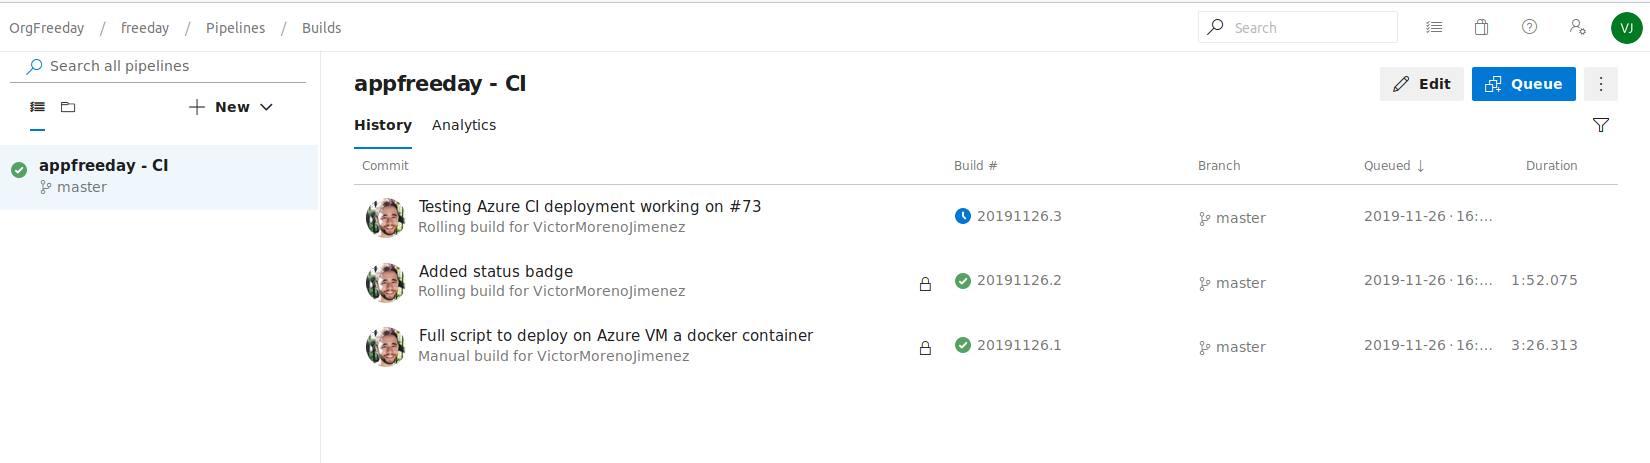 OrgFreeday / freeday / Pipelines / Builds
Search
VJ
Search all pipelines
New
appfreeday - CI
master
appfreeday - CI
Edit
Queue
History Analytics
Commit Build # Branch Queued ↓ Duration
Testing Azure CI deployment working on #73
Rolling build for VictorMorenoJimenez
20191126.3 master 2019-11-26 · 16:...
Added status badge
Rolling build for VictorMorenoJimenez
20191126.2 master 2019-11-26 · 16:... 1:52.075
Full script to deploy on Azure VM a docker container
Manual build for VictorMorenoJimenez
20191126.1 master 2019-11-26 · 16:... 3:26.313